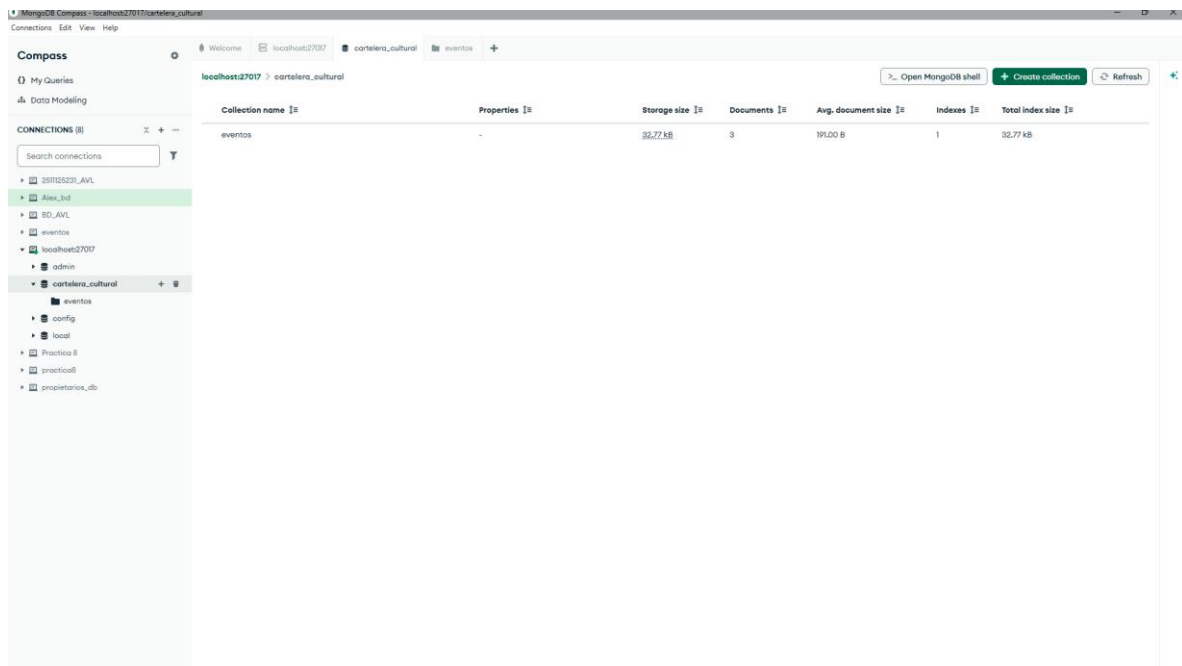 MongoDB Compass - localhost:27017/cartelera_cultural
Connections Edit View Help
Compass
Welcome localhost:27017 cartelera_cultural eventos
My Queries
Data Modeling
localhost:27017 > cartelera_cultural
>_ Open MongoDB shell + Create collection Refresh
CONNECTIONS (8)
Search connections
2511125231_AVL
Alex_bd
BD_AVL
eventos
localhost:27017
admin
cartelera_cultural
eventos
config
local
Practica 8
practica8
propietarios_db
Collection name Properties Storage size Documents Avg. document size Indexes Total index size
eventos - 32.77 kB 3 191.00 B 1 32.77 kB